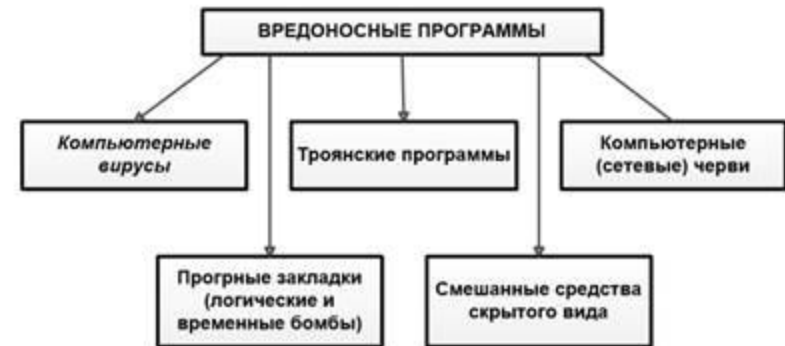 ВРЕДОНОСНЫЕ ПРОГРАММЫ
Компьютерные
вирусы
Троянские программы
Компьютерные
(сетевые) черви
Прогрные закладки
(логические и
временные бомбы)
Смешанные средства
скрытого вида